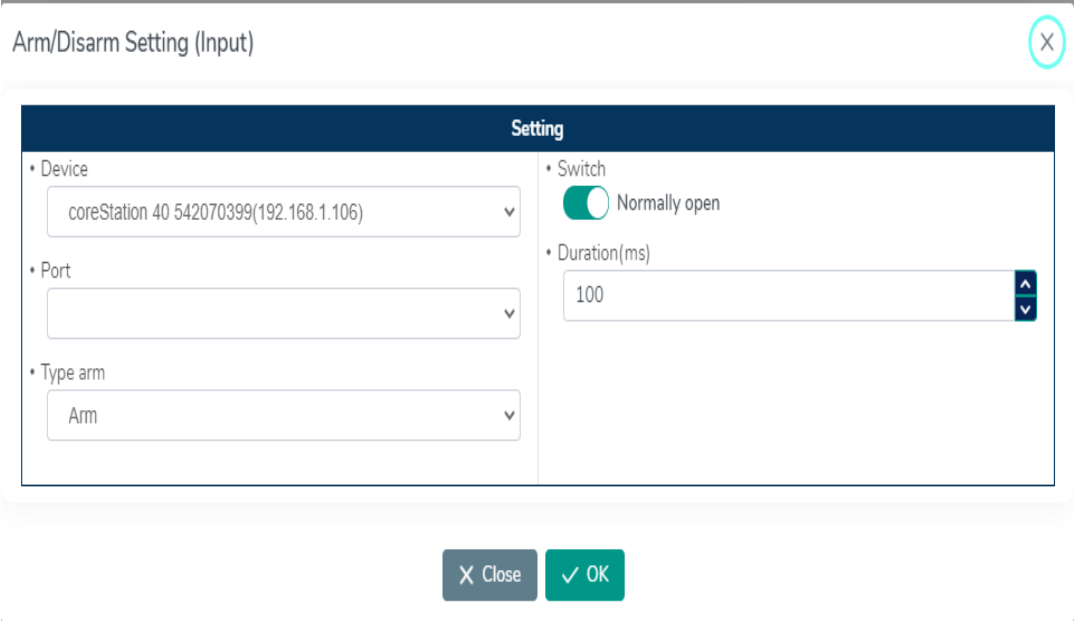 Arm/Disarm Setting (Input)
Setting
• Device
coreStation 40 542070399(192.168.1.106)
• Port
• Type arm
Arm
• Switch
Normally open
• Duration(ms)
100
X Close
✓ OK